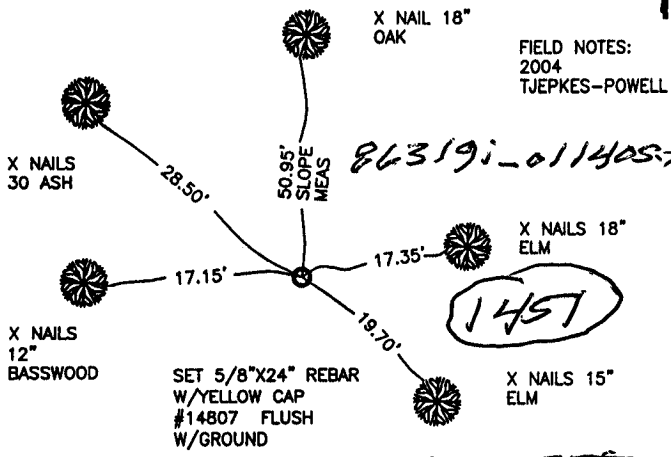 X NAIL 18"
OAK
FIELD NOTES:
2004
TJEPKES-POWELL
X NAILS
30 ASH
28.50'
50.95'
SLOPE
MEAS
86319i_011405
X NAILS 18"
ELM
17.15'
17.35'
1457
19.70'
X NAILS
12"
BASSWOOD
SET 5/8"X24" REBAR
W/YELLOW CAP
#14807 FLUSH
W/GROUND
X NAILS 15"
ELM